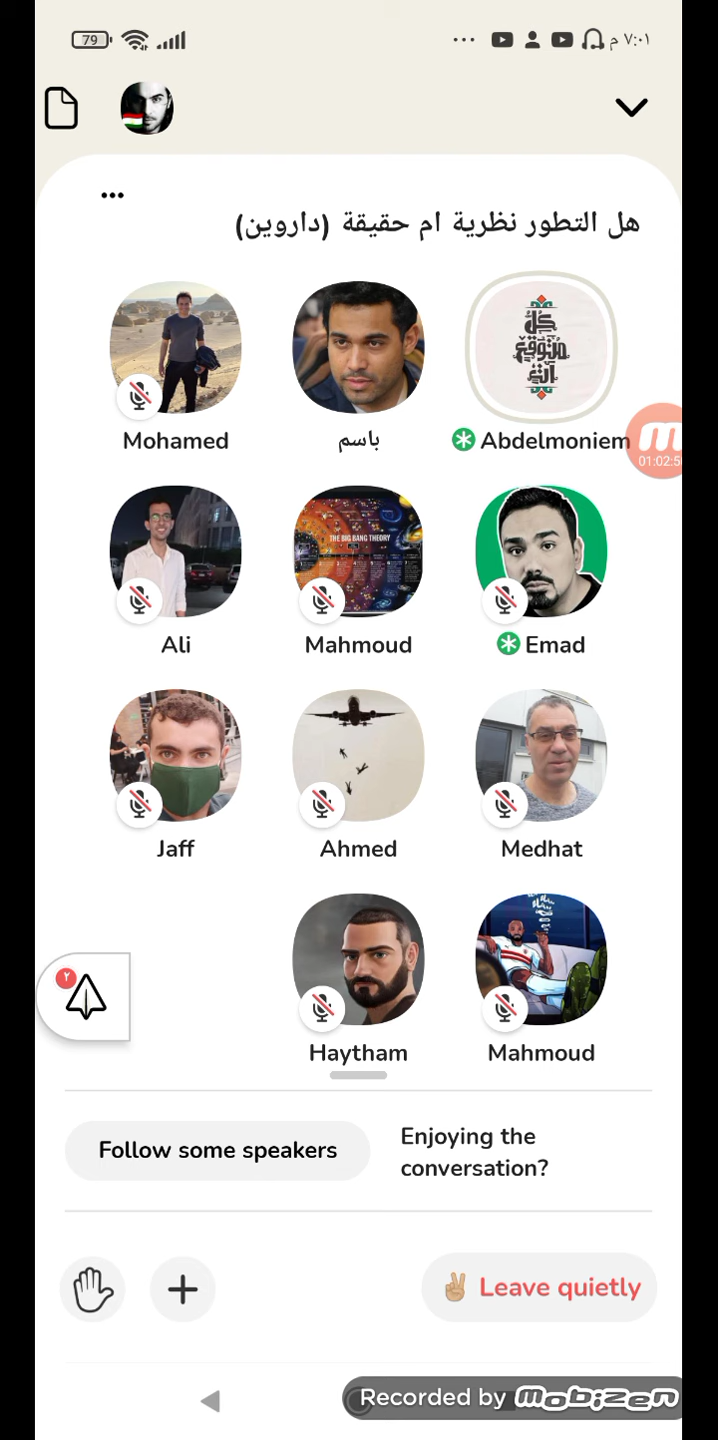 79
٧:٠١ م
هل التطور نظرية ام حقيقة (داروين)
Abdelmoniem
باسم
Mohamed
01:02:5
THE BIG BANG THEORY
Emad
Mahmoud
Ali
Medhat
Ahmed
Jaff
٢
Mahmoud
Haytham
Follow some speakers
Enjoying the
conversation?
✌🏼 Leave quietly
Recorded by mobizen